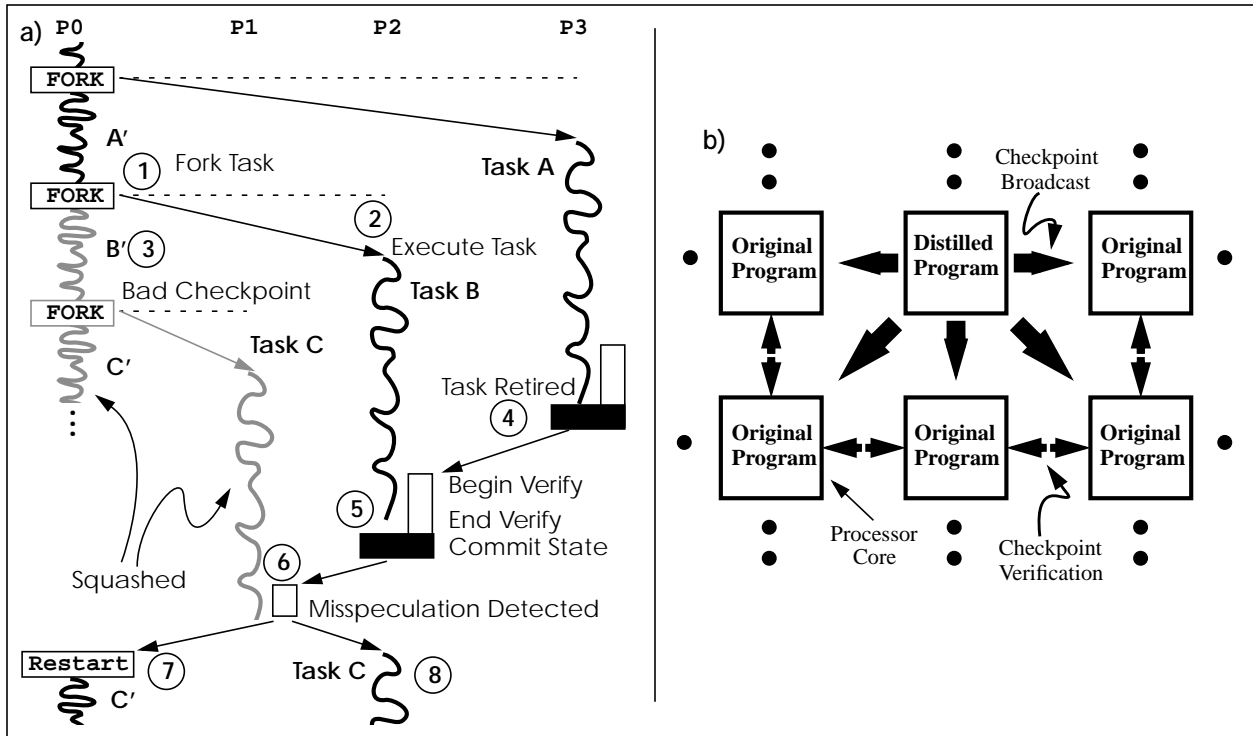 a)
P0 P1 P2 P3
FORK
A′
Task A
1 Fork Task
FORK
2
Execute Task
B′ 3
Task B
Bad Checkpoint
FORK
Task C
C′
...
Task Retired
4
Begin Verify
5
End Verify
Commit State
6
Squashed
Misspeculation Detected
Restart
7
Task C
8
C′
b)
Checkpoint
Broadcast
Original
Program
Distilled
Program
Original
Program
Original
Program
Original
Program
Original
Program
Processor
Core
Checkpoint
Verification